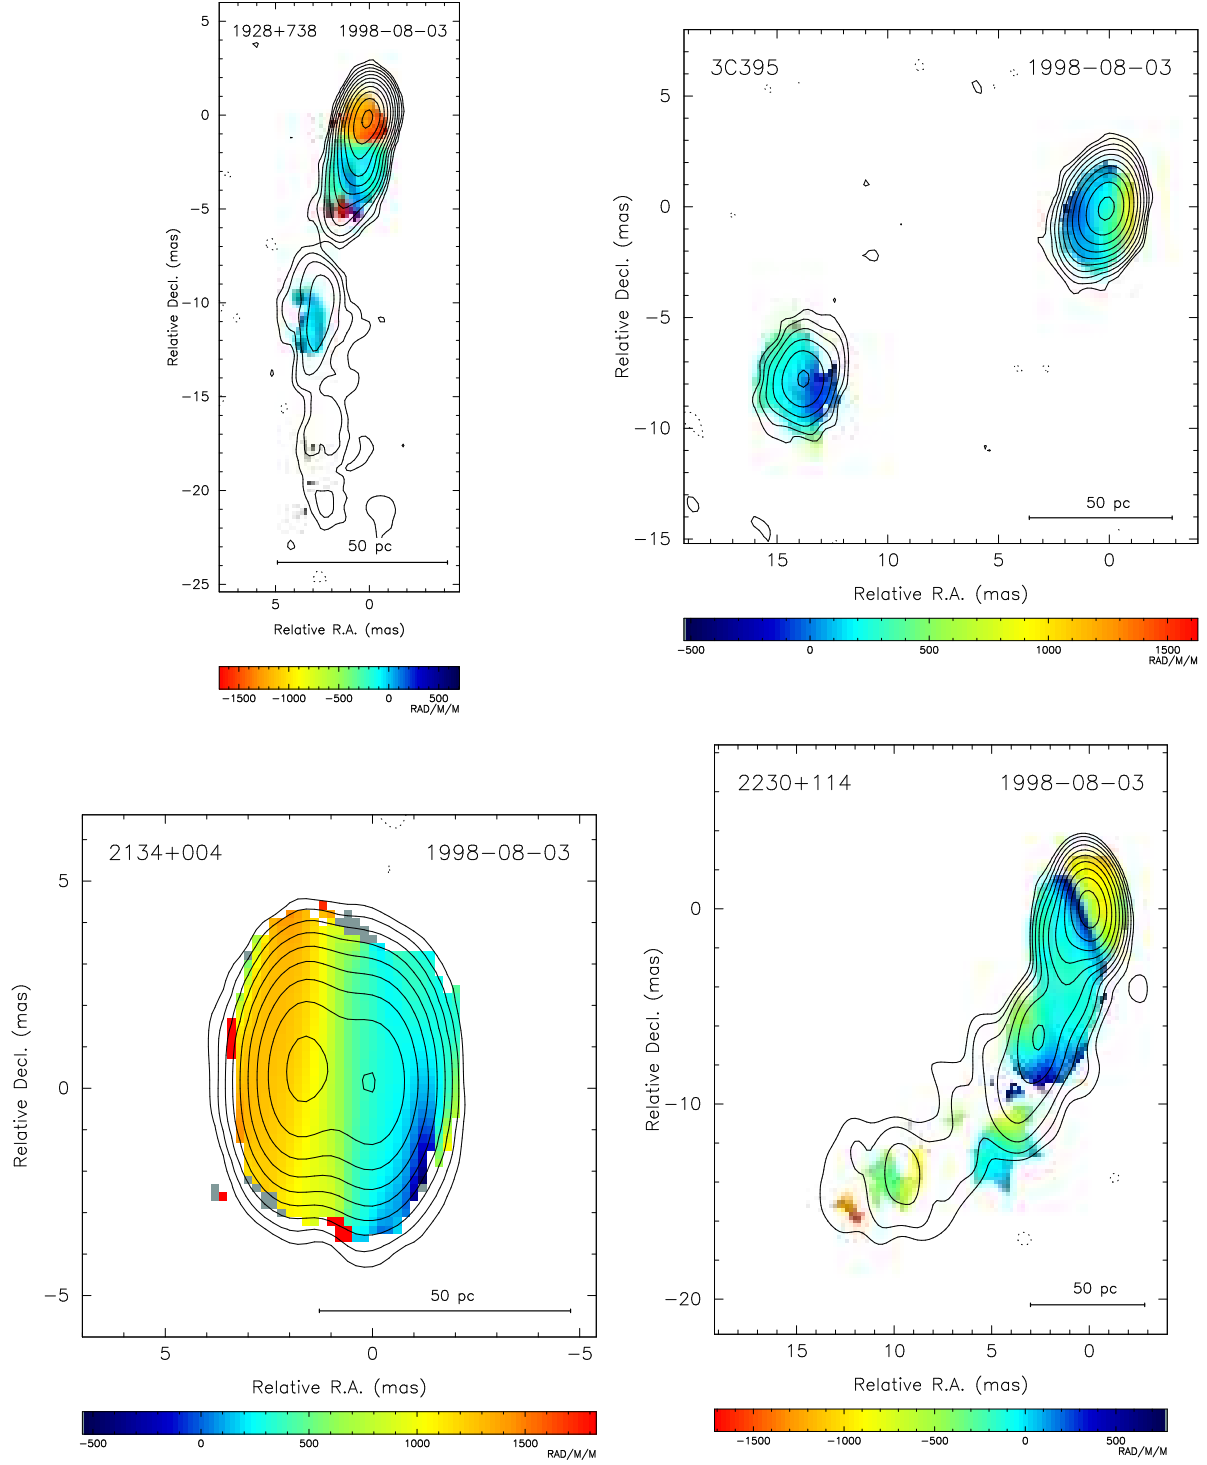 1928+738 1998-08-03
5
0
-5
-10
-15
-20
-25
Relative Decl. (mas)
50 pc
5 0
Relative R.A. (mas)
-1500 -1000 -500 0 500
RAD/M/M
3C395 1998-08-03
5
0
-5
-10
-15
Relative Decl. (mas)
50 pc
15 10 5 0
Relative R.A. (mas)
-500 0 500 1000 1500
RAD/M/M
2134+004 1998-08-03
5
0
-5
Relative Decl. (mas)
50 pc
5 0 -5
Relative R.A. (mas)
-500 0 500 1000 1500
RAD/M/M
2230+114 1998-08-03
0
-10
-20
Relative Decl. (mas)
50 pc
15 10 5 0
Relative R.A. (mas)
-1000 -500 0 500
RAD/M/M